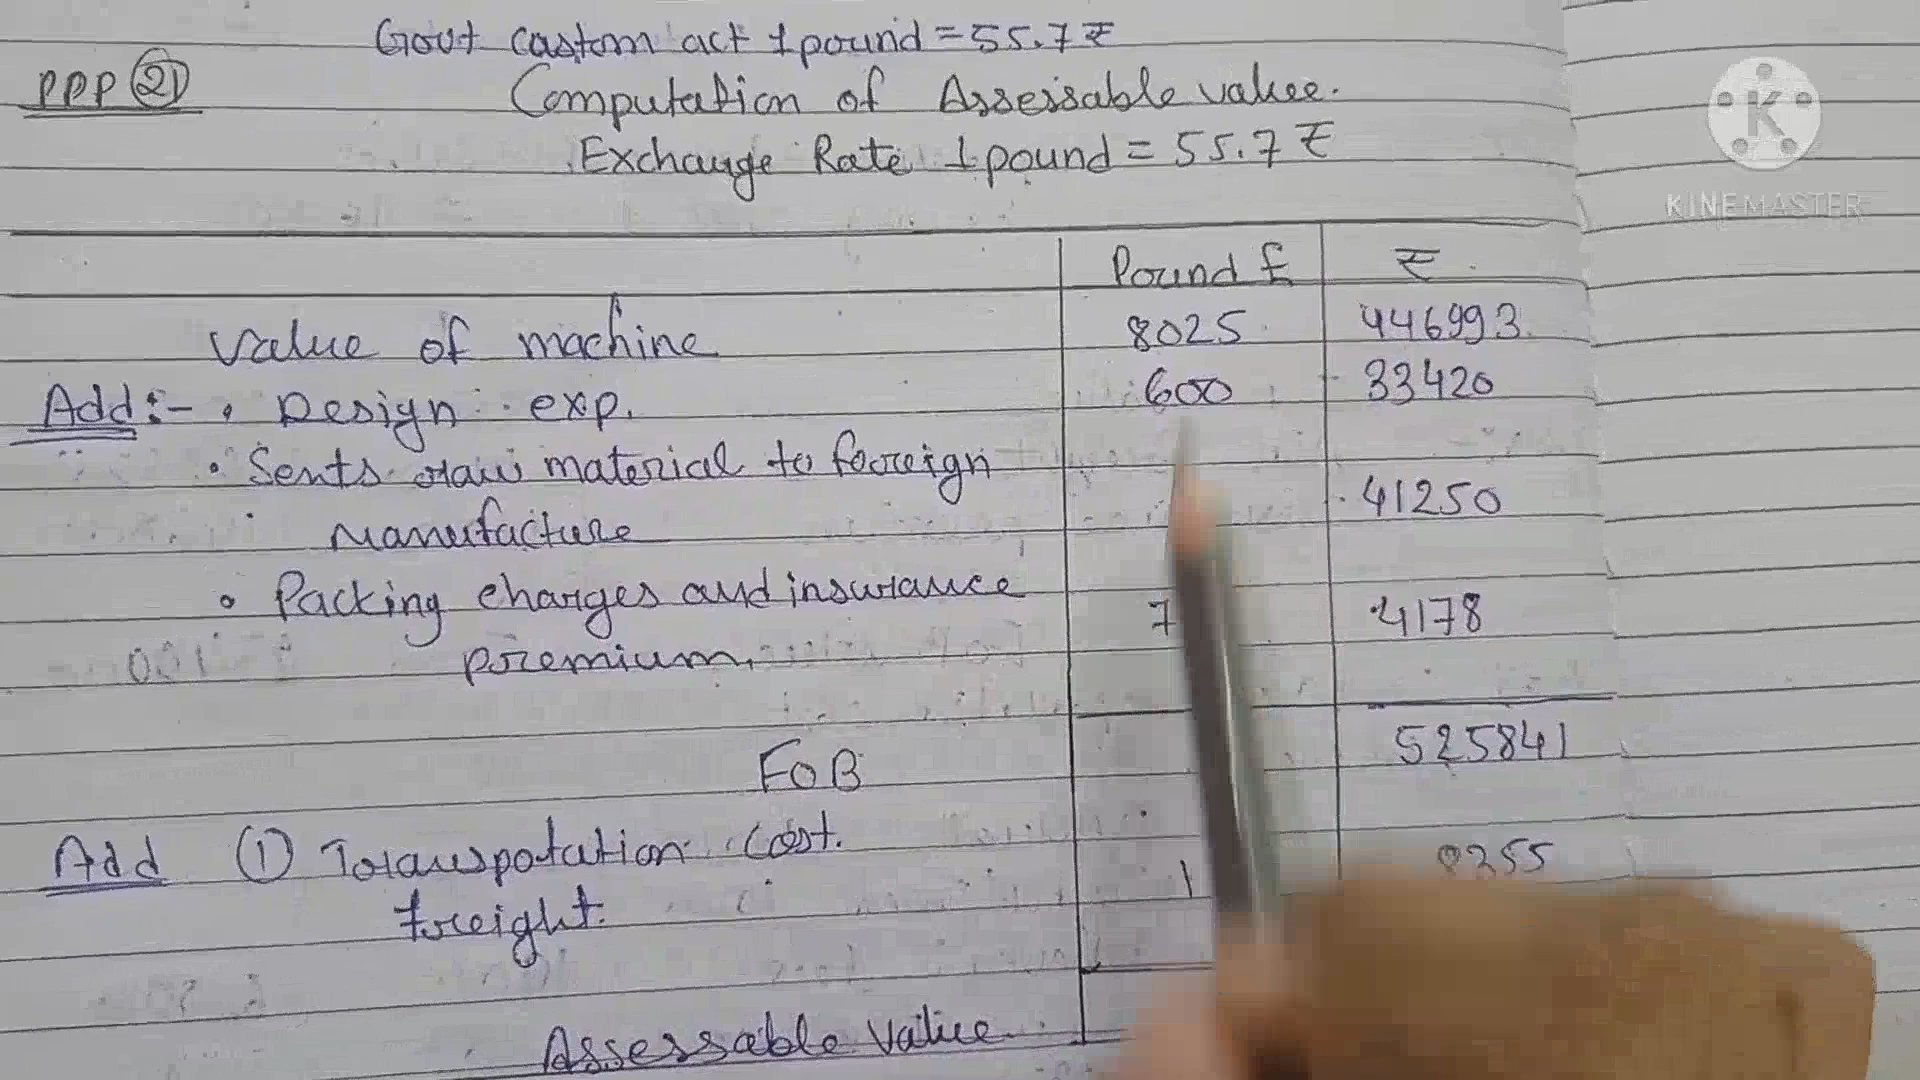 Govt custom act 1 pound = 55.7 ₹
PPP 21
Computation of Assessable value.
Exchange Rate 1 pound = 55.7 ₹
K
KINEMASTER
Pound £ ₹
Value of machine 8025 446993
Add:- • Design exp. 600 33420
• Sents raw material to foreign
Manufacture 41250
• Packing charges and insurance
premium. 7 4178
FOB 525841
Add ① Transpotation Cost.
freight.
Assessable Value